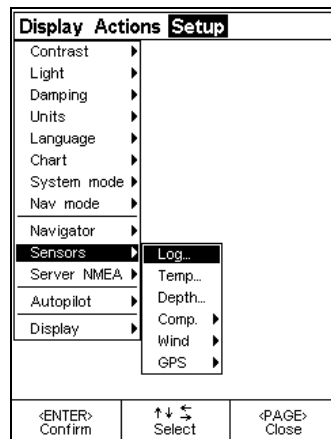 Display Actions Setup
Contrast
Light
Damping
Units
Language
Chart
System mode
Nav mode
Navigator
Sensors
Server NMEA
Autopilot
Display
Log...
Temp...
Depth...
Comp.
Wind
GPS
<ENTER>
Confirm
↑↓ ⇆
Select
<PAGE>
Close